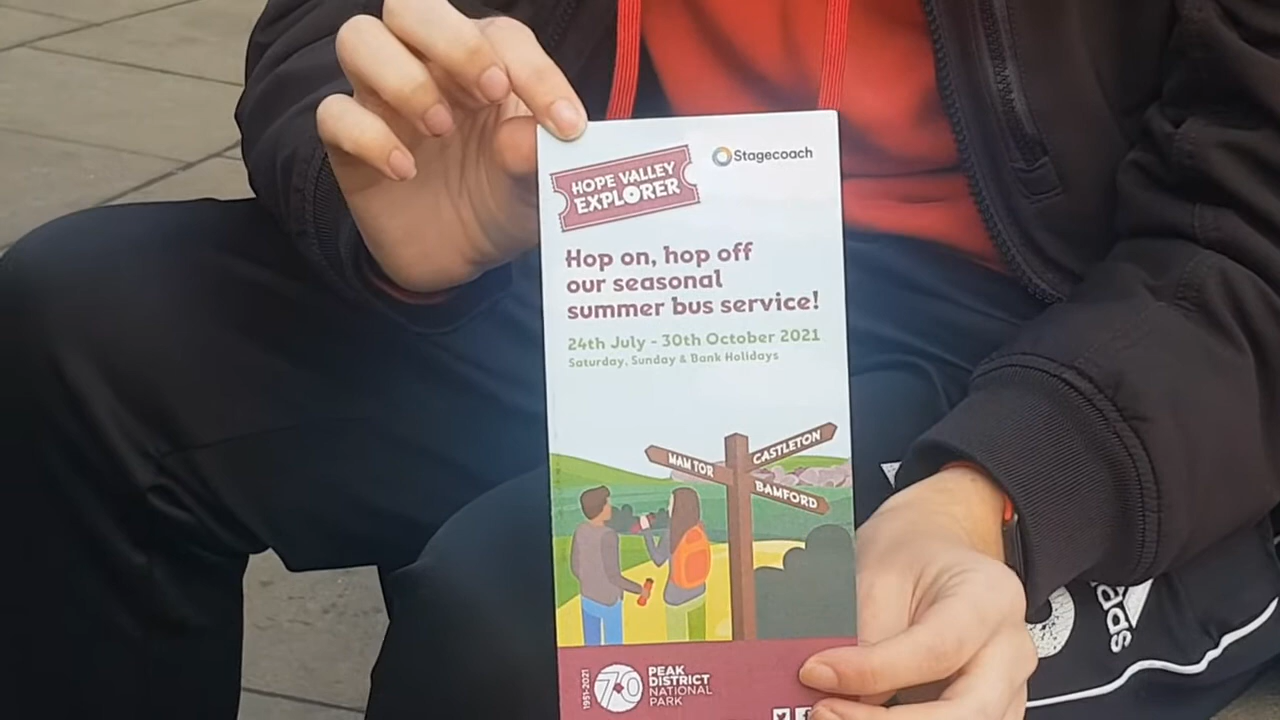 HOPE VALLEY
EXPLORER
Stagecoach
Hop on, hop off
our seasonal
summer bus service!
24th July - 30th October 2021
Saturday, Sunday & Bank Holidays
MAM TOR
CASTLETON
BAMFORD
1951-2021
70
PEAK
DISTRICT
NATIONAL
PARK
adidas